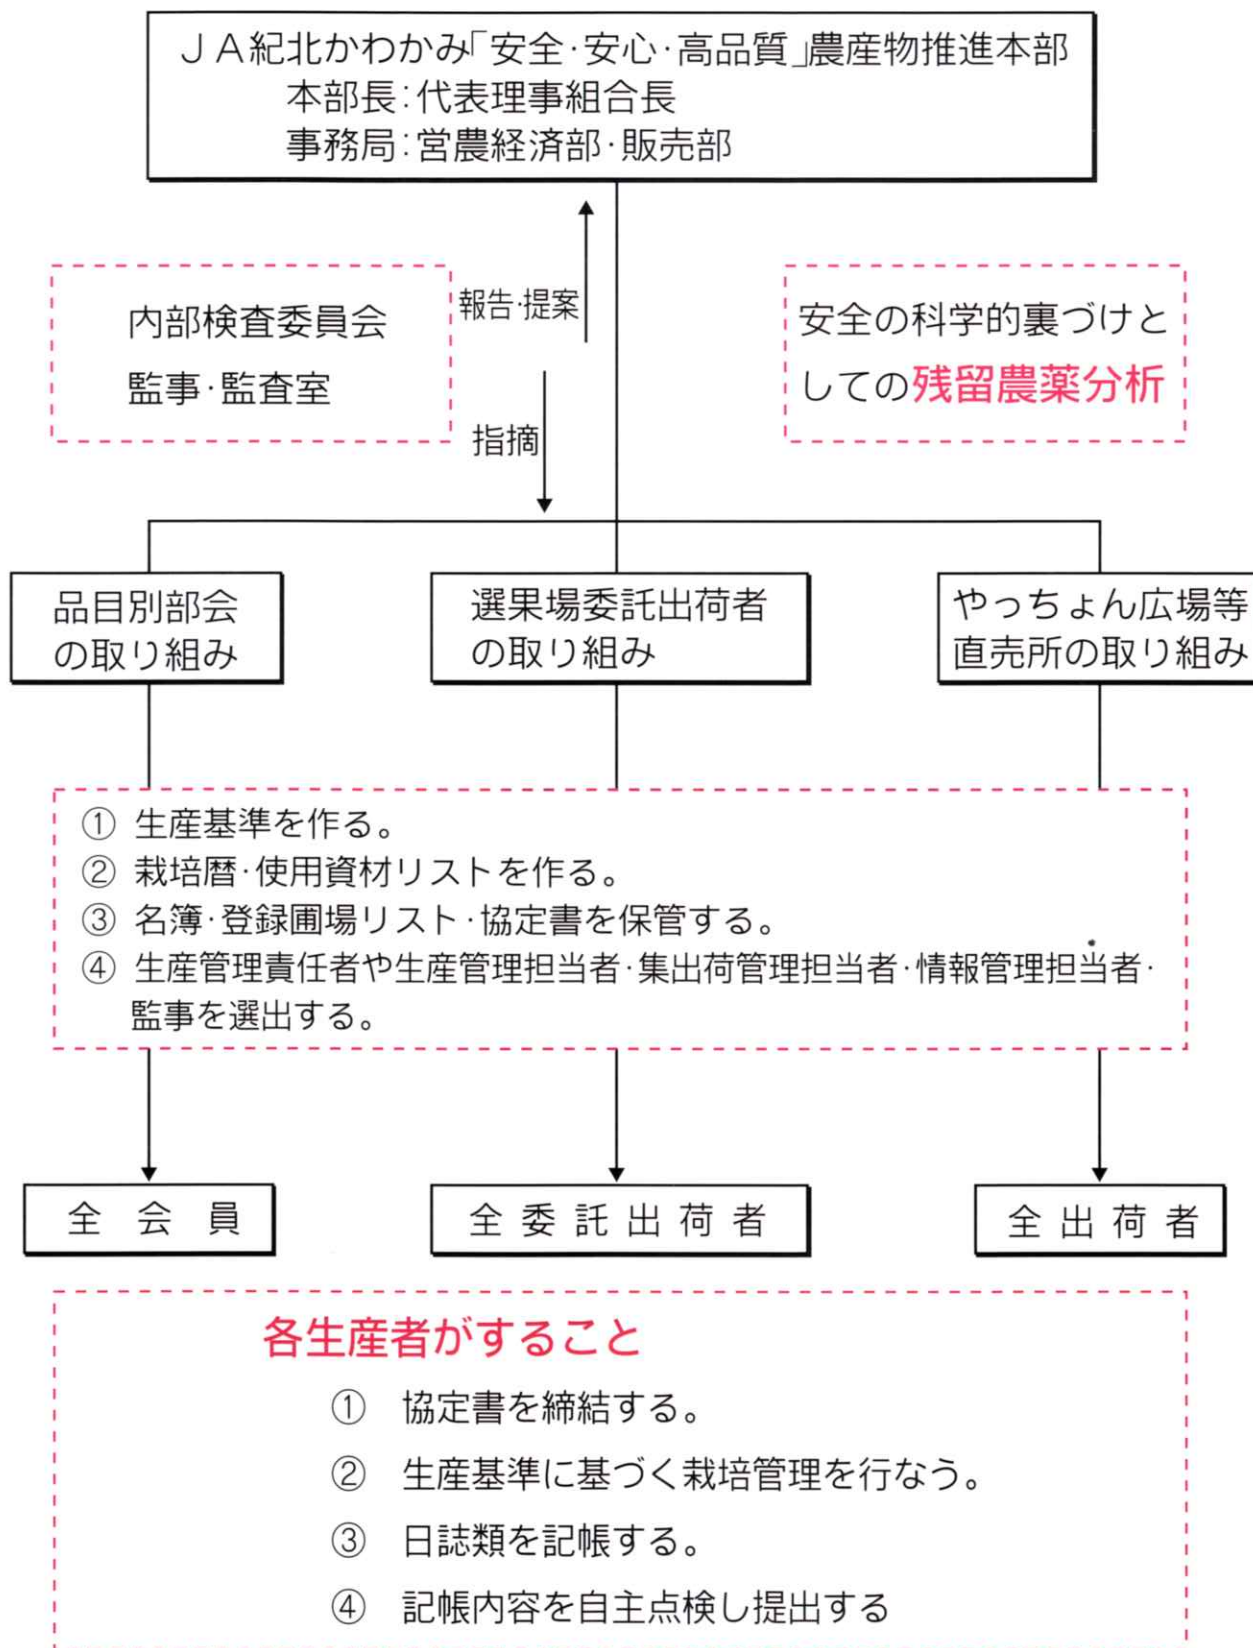 JA紀北かわかみ「安全・安心・高品質」農産物推進本部
本部長:代表理事組合長
事務局:営農経済部・販売部
内部検査委員会
監事・監査室
報告・提案
指摘
安全の科学的裏づけと
しての残留農薬分析
品目別部会
の取り組み
選果場委託出荷者
の取り組み
やっちょん広場等
直売所の取り組み
① 生産基準を作る。
② 栽培暦・使用資材リストを作る。
③ 名簿・登録圃場リスト・協定書を保管する。
④ 生産管理責任者や生産管理担当者・集出荷管理担当者・情報管理担当者・
監事を選出する。
全会員
全委託出荷者
全出荷者
各生産者がすること
① 協定書を締結する。
② 生産基準に基づく栽培管理を行なう。
③ 日誌類を記帳する。
④ 記帳内容を自主点検し提出する